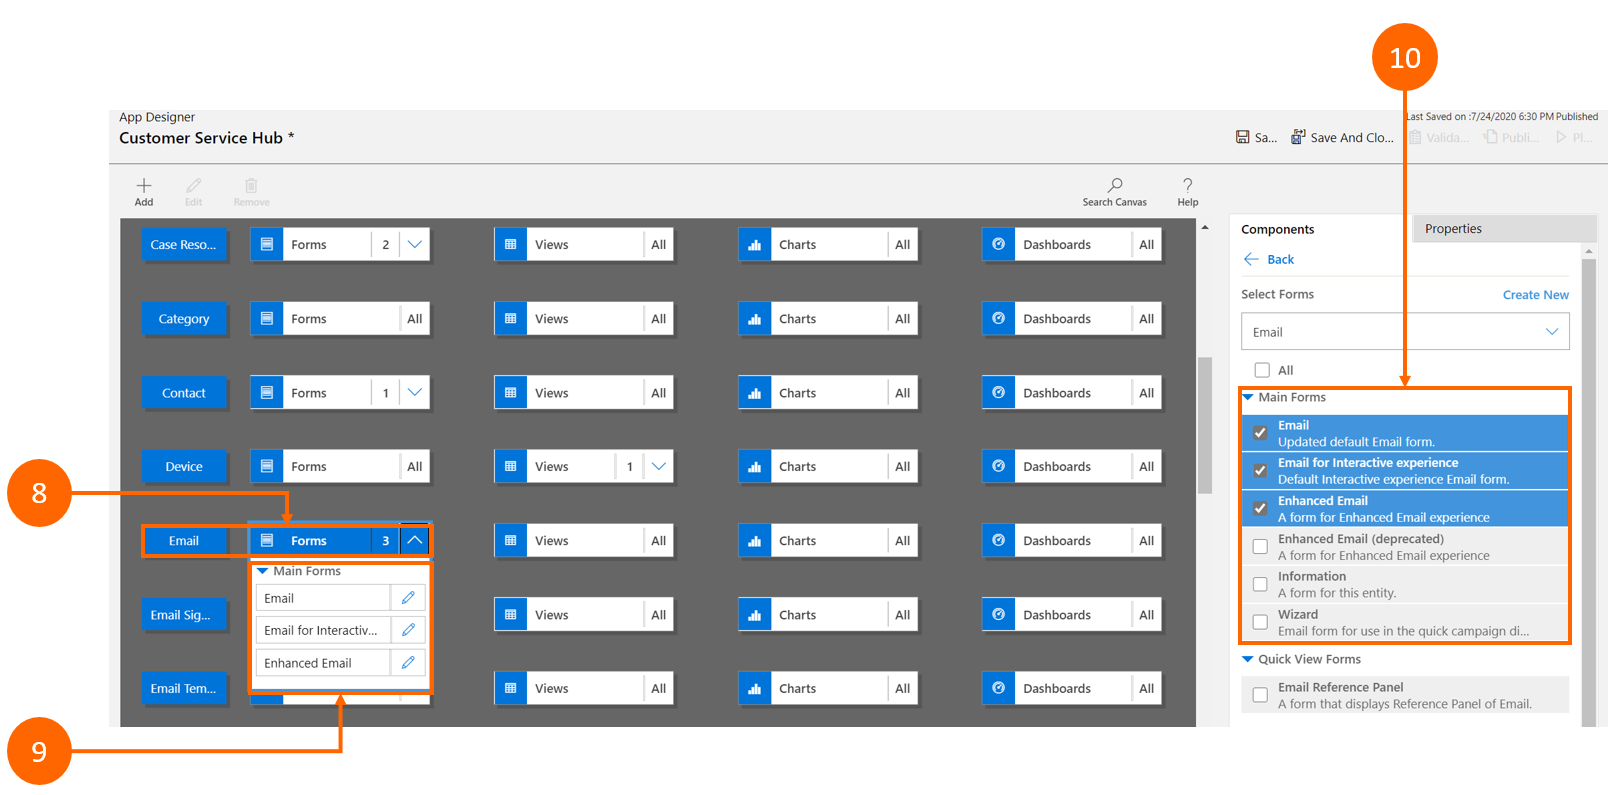 10
App Designer
Customer Service Hub *
Last Saved on :7/24/2020 6:30 PM Published
Sa...
Save And Clo...
Valida...
Publi...
Pl...
Add
Edit
Remove
Search Canvas
Help
Case Reso...
Forms
2
Views
All
Charts
All
Dashboards
All
Category
Forms
All
Views
All
Charts
All
Dashboards
All
Contact
Forms
1
Views
All
Charts
All
Dashboards
All
Device
Forms
All
Views
1
Charts
All
Dashboards
All
8
Email
Forms
3
Views
All
Charts
All
Dashboards
All
Main Forms
Email
Email for Interactiv...
Enhanced Email
Email Sig...
Views
All
Charts
All
Dashboards
All
Email Tem...
Views
All
Charts
All
Dashboards
All
9
Components
Properties
Back
Select Forms
Create New
Email
All
Main Forms
Email
Updated default Email form.
Email for Interactive experience
Default Interactive experience Email form.
Enhanced Email
A form for Enhanced Email experience
Enhanced Email (deprecated)
A form for Enhanced Email experience
Information
A form for this entity.
Wizard
Email form for use in the quick campaign di...
Quick View Forms
Email Reference Panel
A form that displays Reference Panel of Email.